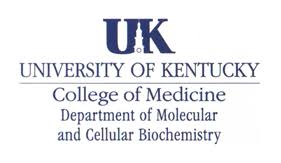 UK
UNIVERSITY OF KENTUCKY
College of Medicine
Department of Molecular
and Cellular Biochemistry